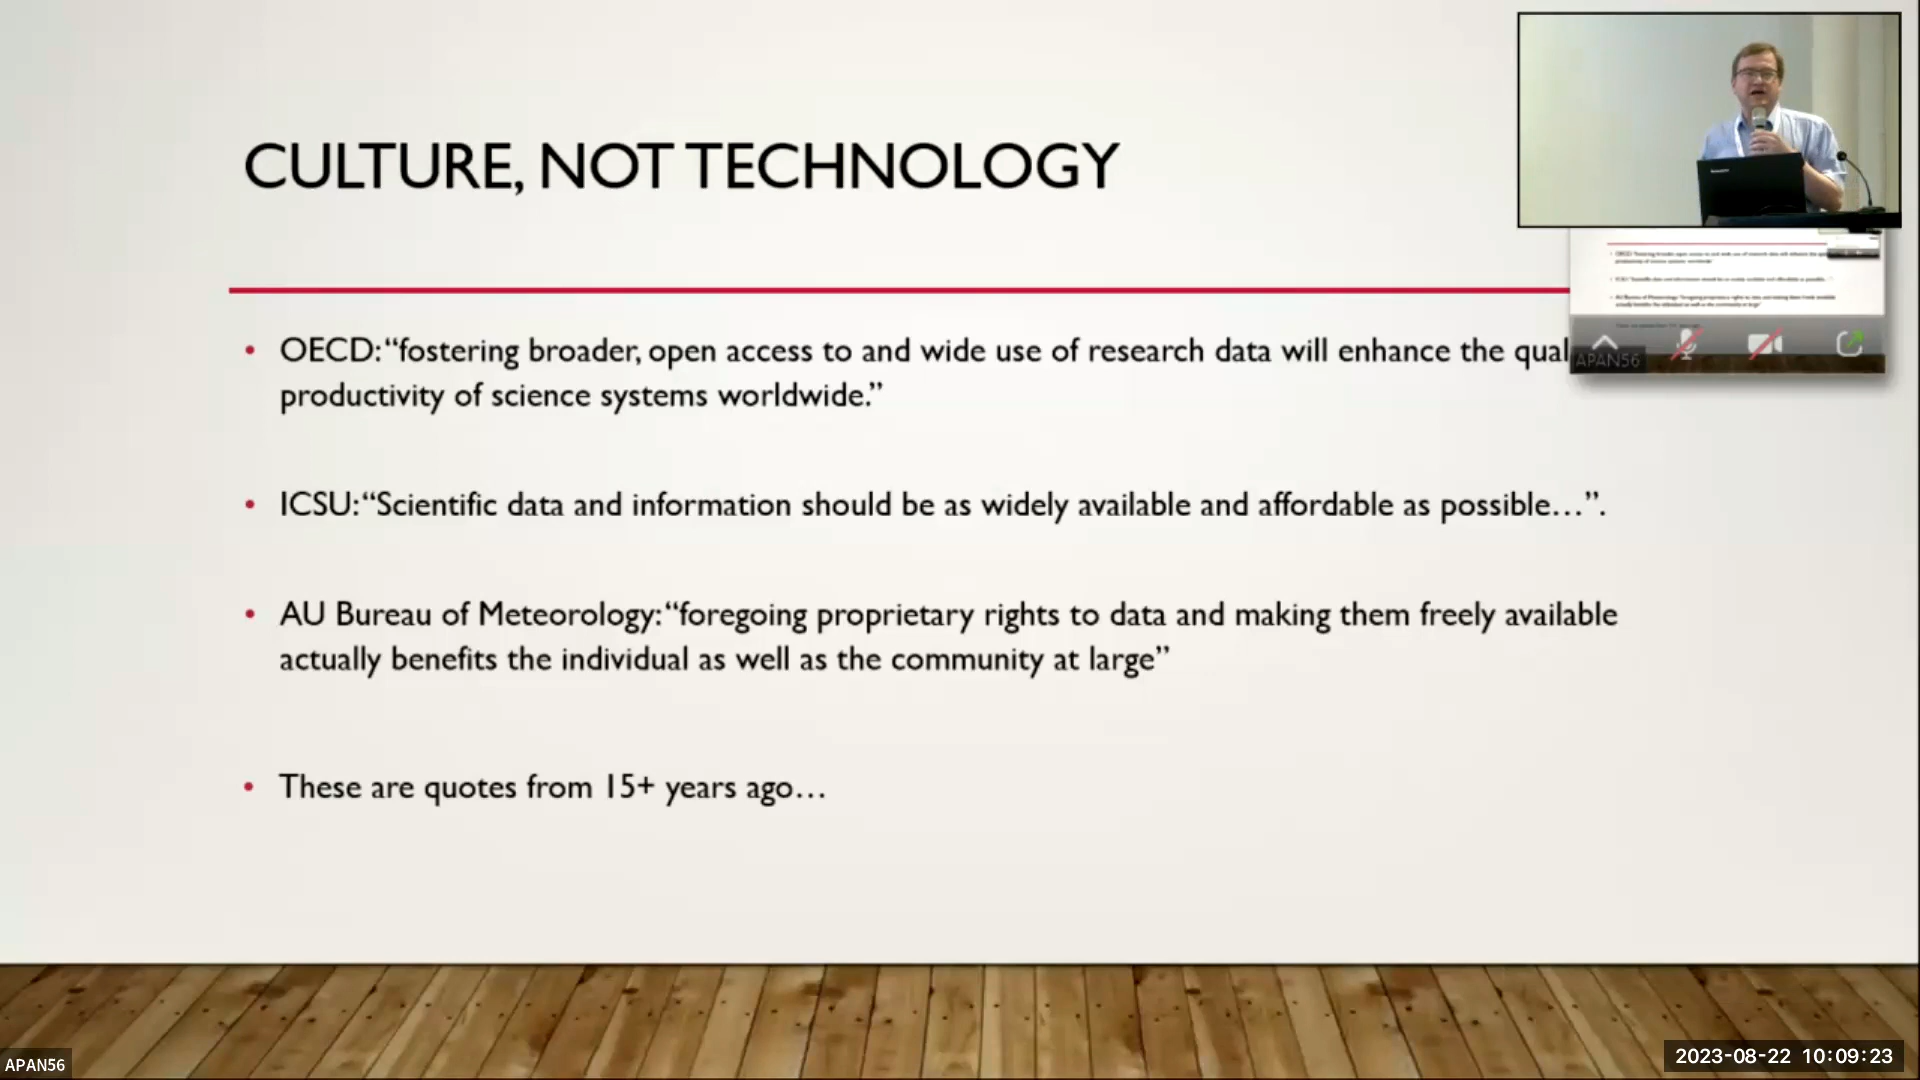 CULTURE, NOT TECHNOLOGY
• OECD: “fostering broader, open access to and wide use of research data will enhance the qual
productivity of science systems worldwide.”
• ICSU: “Scientific data and information should be as widely available and affordable as possible…”.
• AU Bureau of Meteorology: “foregoing proprietary rights to data and making them freely available
actually benefits the individual as well as the community at large”
• These are quotes from 15+ years ago…
APAN56
APAN56
2023-08-22 10:09:23